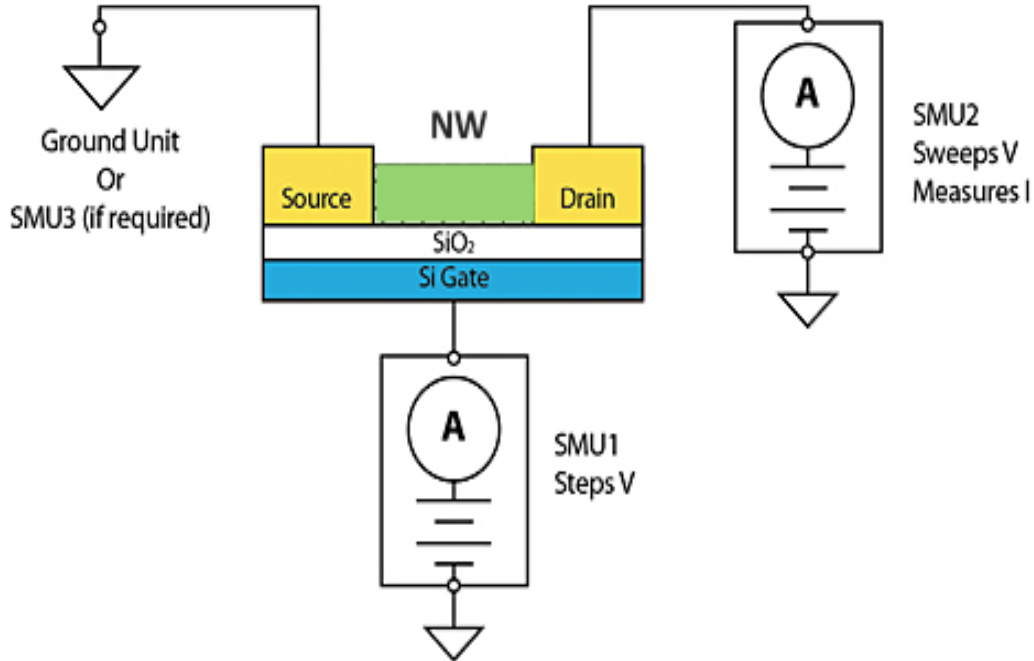 Ground Unit
Or
SMU3 (if required)
NW
Source
Drain
SiO₂
Si Gate
A
SMU2
Sweeps V
Measures i
A
SMU1
Steps V